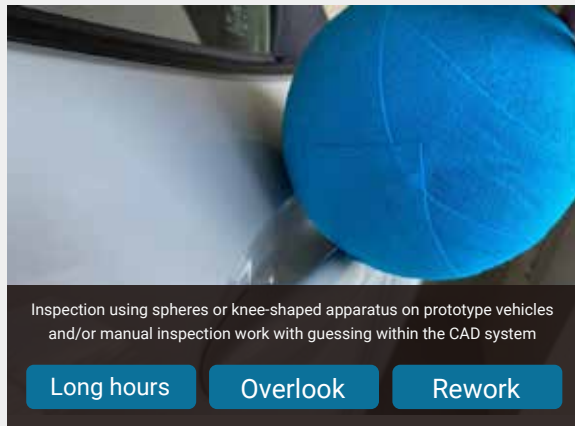 Inspection using spheres or knee-shaped apparatus on prototype vehicles
and/or manual inspection work with guessing within the CAD system
Long hours
Overlook
Rework